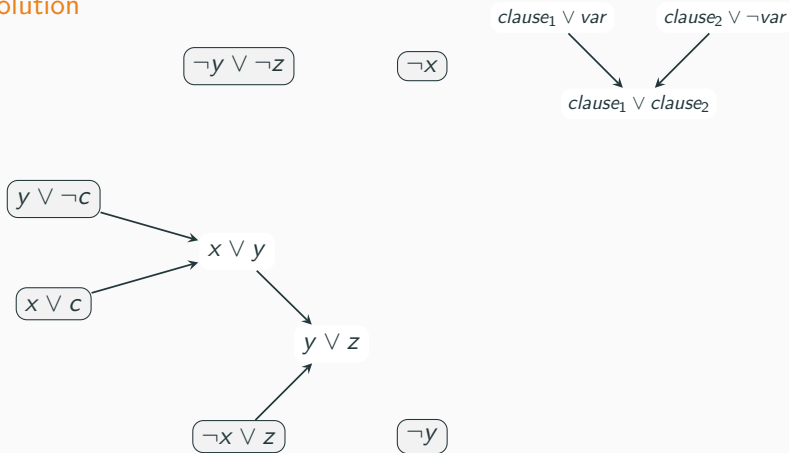 olution
clause₁ ∨ var
clause₂ ∨ ¬var
clause₁ ∨ clause₂
¬y ∨ ¬z
¬x
y ∨ ¬c
x ∨ y
x ∨ c
y ∨ z
¬x ∨ z
¬y